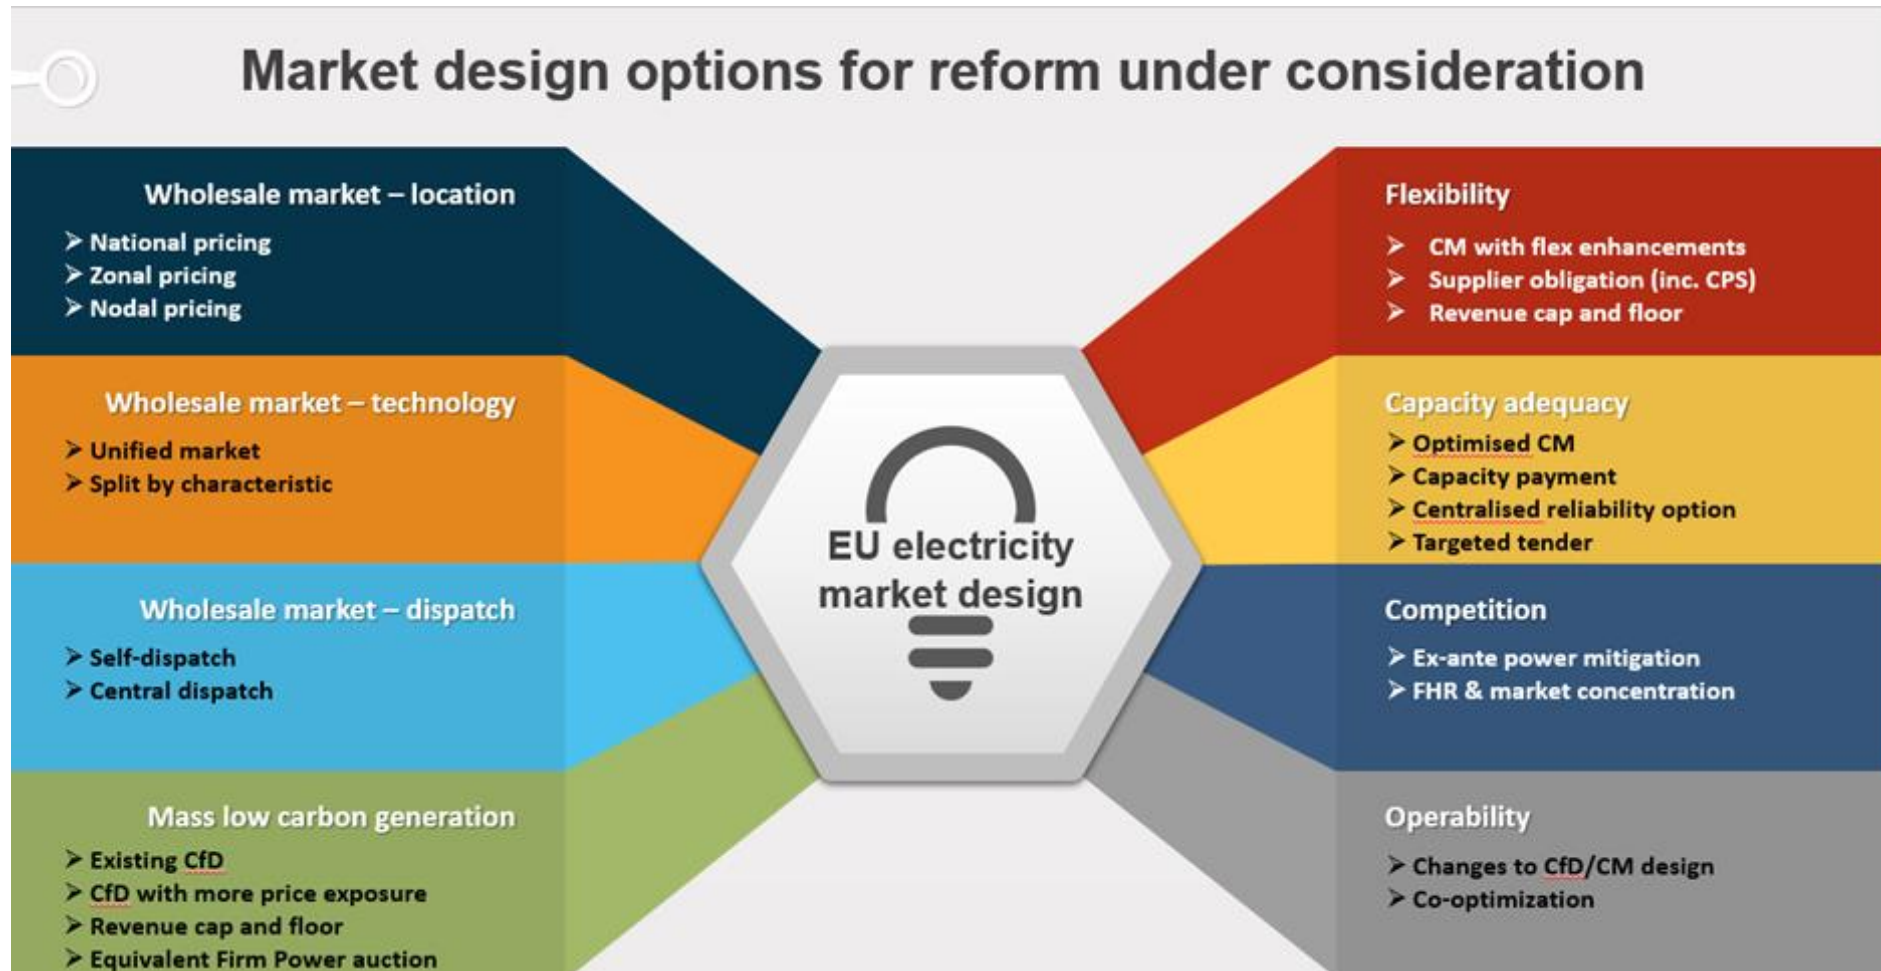 Market design options for reform under consideration
Wholesale market – location
➢ National pricing
➢ Zonal pricing
➢ Nodal pricing
Wholesale market – technology
➢ Unified market
➢ Split by characteristic
Wholesale market – dispatch
➢ Self-dispatch
➢ Central dispatch
Mass low carbon generation
➢ Existing CfD
➢ CfD with more price exposure
➢ Revenue cap and floor
➢ Equivalent Firm Power auction
EU electricity
market design
Flexibility
➢ CM with flex enhancements
➢ Supplier obligation (inc. CPS)
➢ Revenue cap and floor
Capacity adequacy
➢ Optimised CM
➢ Capacity payment
➢ Centralised reliability option
➢ Targeted tender
Competition
➢ Ex-ante power mitigation
➢ FHR & market concentration
Operability
➢ Changes to CfD/CM design
➢ Co-optimization